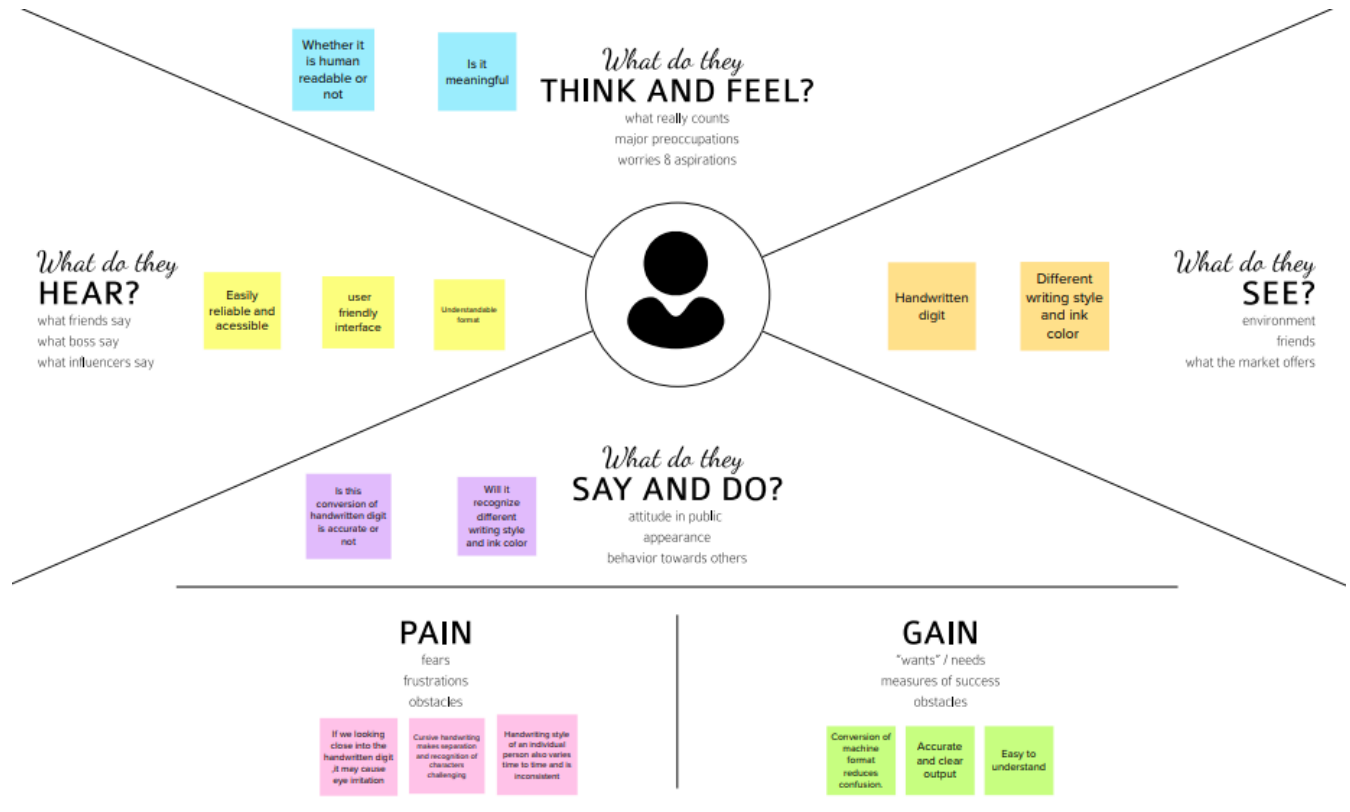 Whether it
is human
readable or
not
Is it
meaningful
What do they
THINK AND FEEL?
what really counts
major preoccupations
worries & aspirations
What do they
HEAR?
what friends say
what boss say
what influencers say
Easily
reliable and
acessible
user
friendly
interface
Understandable
format
Handwritten
digit
Different
writing style
and ink
color
What do they
SEE?
environment
friends
what the market offers
Is this
conversion of
handwritten digit
is accurate or
not
Will it
recognize
different
writing style
and ink color
What do they
SAY AND DO?
attitude in public
appearance
behavior towards others
PAIN
fears
frustrations
obstacles
If we looking
close into the
handwritten digit
,it may cause
eye irritation
Cursive handwriting
makes separation
and recognition of
characters
challenging
Handwriting style
of an individual
person also varies
time to time and is
inconsistent
GAIN
"wants" / needs
measures of success
obstacles
Conversion of
machine
format
reduces
confusion.
Accurate
and clear
output
Easy to
understand